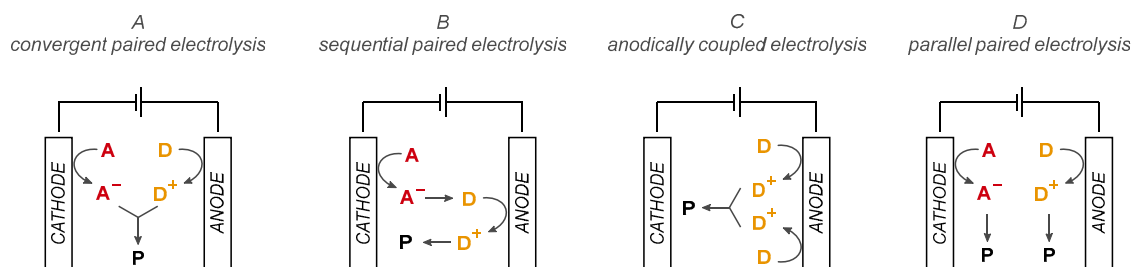 A
convergent paired electrolysis
CATHODE
ANODE
A
D
A⁻
D⁺
P
B
sequential paired electrolysis
CATHODE
ANODE
A
A⁻
D
P
D⁺
C
anodically coupled electrolysis
CATHODE
ANODE
D
D⁺
P
D⁺
D
D
parallel paired electrolysis
CATHODE
ANODE
A
D
A⁻
D⁺
P
P